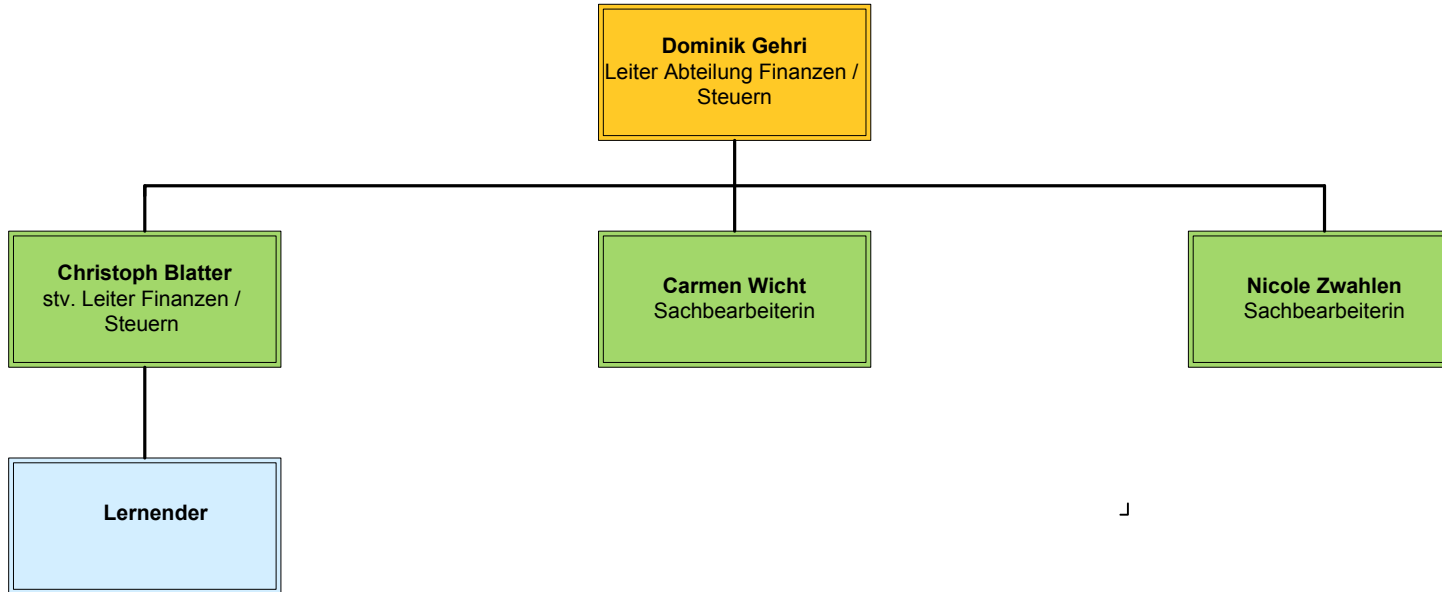 Dominik Gehri
Leiter Abteilung Finanzen /
Steuern
Christoph Blatter
stv. Leiter Finanzen /
Steuern
Carmen Wicht
Sachbearbeiterin
Nicole Zwahlen
Sachbearbeiterin
Lernender